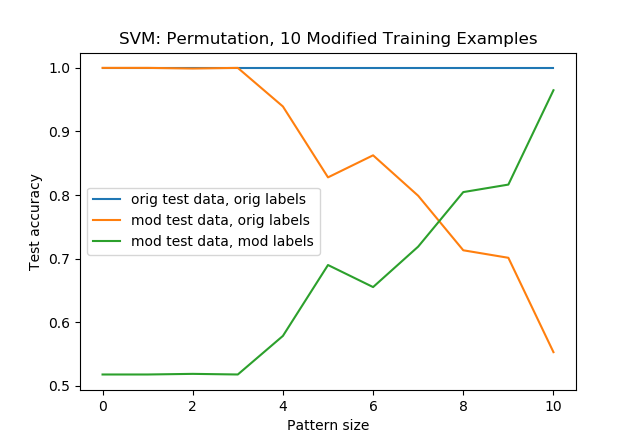 SVM: Permutation, 10 Modified Training Examples
1.0
0.9
0.8
0.7
0.6
0.5
Test accuracy
orig test data, orig labels
mod test data, orig labels
mod test data, mod labels
0 2 4 6 8 10
Pattern size